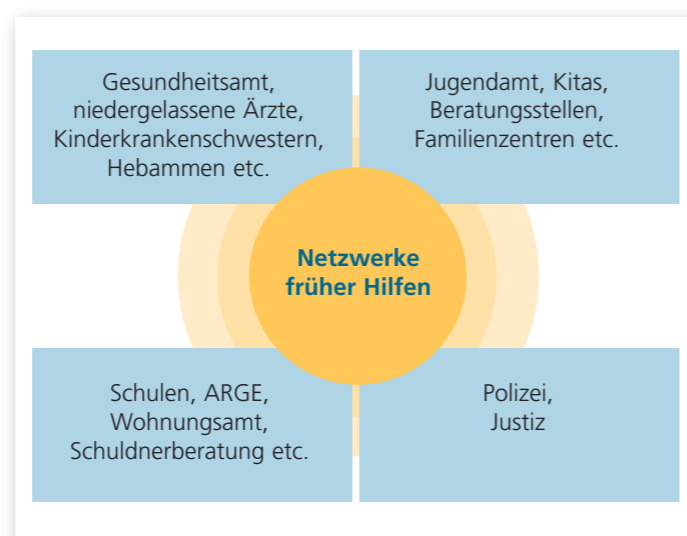 Gesundheitsamt,
niedergelassene Ärzte,
Kinderkrankenschwestern,
Hebammen etc.
Jugendamt, Kitas,
Beratungsstellen,
Familienzentren etc.
Netzwerke
früher Hilfen
Schulen, ARGE,
Wohnungsamt,
Schuldnerberatung etc.
Polizei,
Justiz